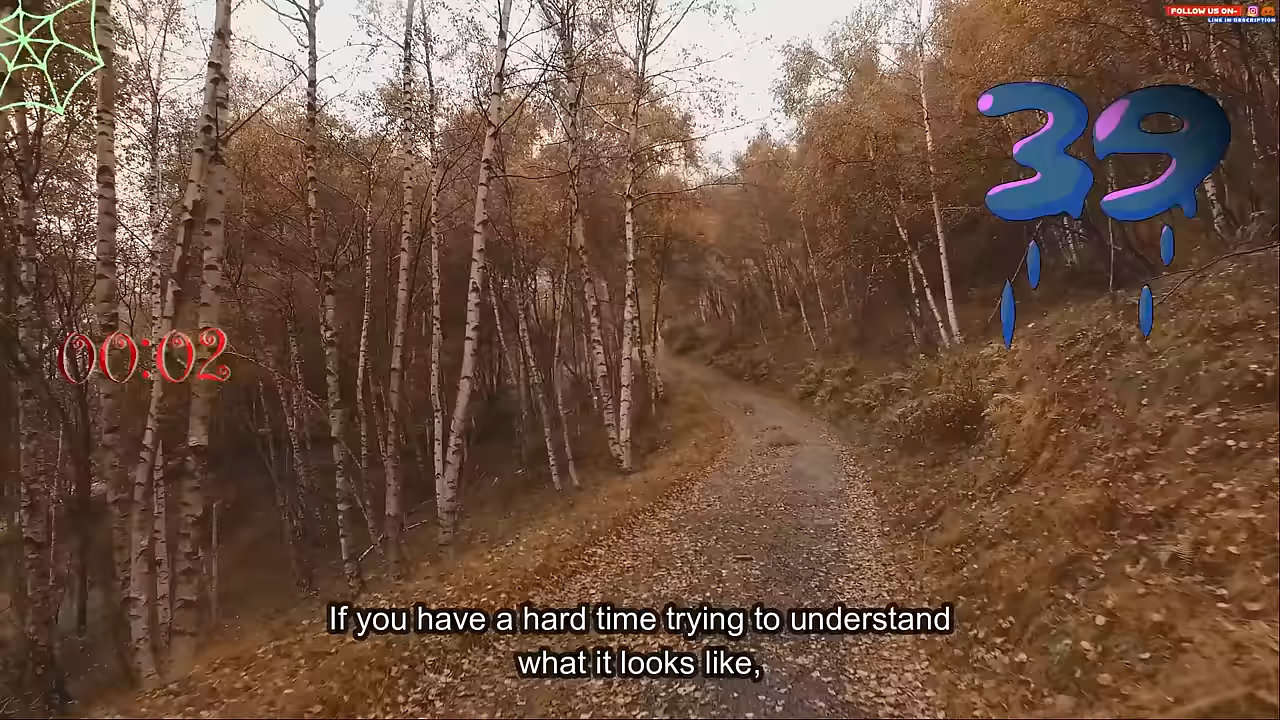 FOLLOW US ON-
LINK IN DESCRIPTION
39
00:02
If you have a hard time trying to understand
what it looks like,